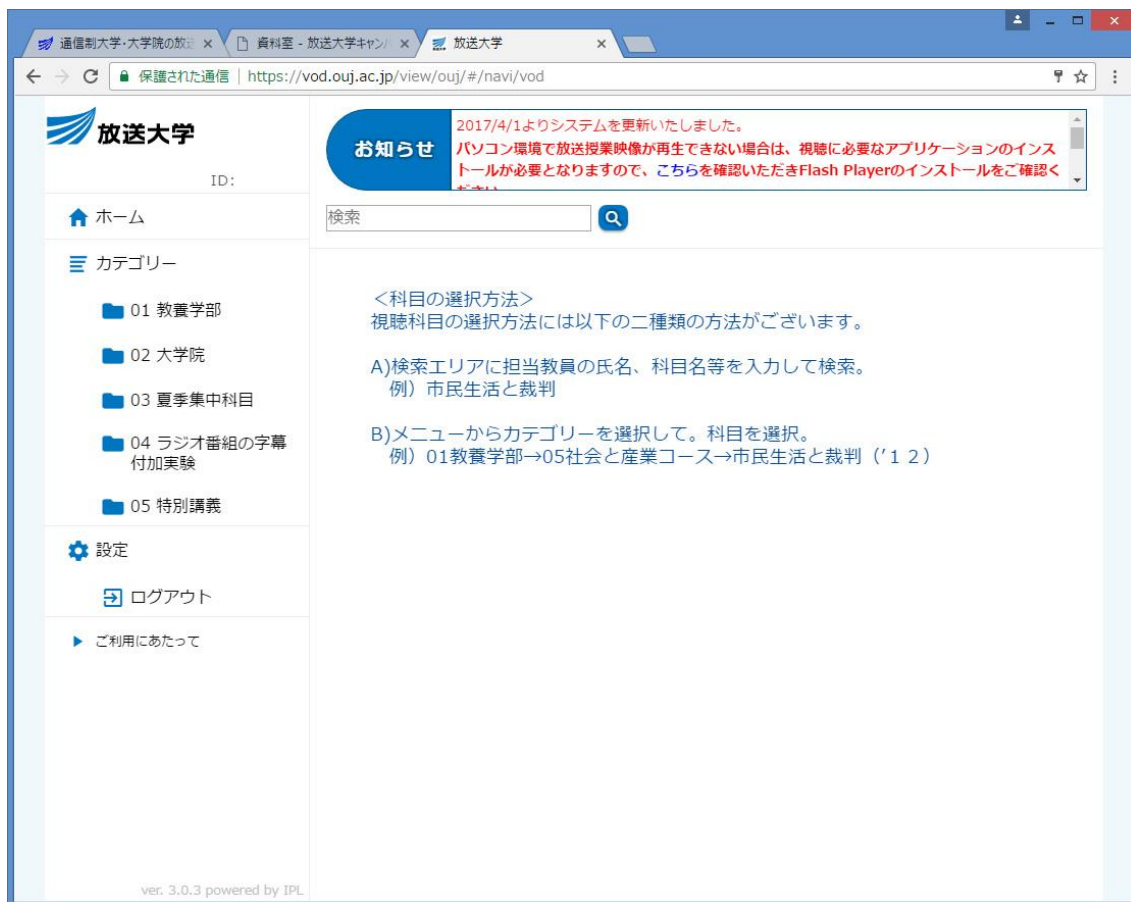 通信制大学・大学院の放送
資料室 - 放送大学キャンパ
放送大学
保護された通信 | https://vod.ouj.ac.jp/view/ouj/#/navi/vod
放送大学
ID:
ホーム
カテゴリー
01 教養学部
02 大学院
03 夏季集中科目
04 ラジオ番組の字幕
付加実験
05 特別講義
設定
ログアウト
ご利用にあたって
ver. 3.0.3 powered by IPL
お知らせ
2017/4/1よりシステムを更新いたしました。
パソコン環境で放送授業映像が再生できない場合は、視聴に必要なアプリケーションのインス
トールが必要となりますので、こちらを確認いただきFlash Playerのインストールをご確認く
ださい
検索
＜科目の選択方法＞
視聴科目の選択方法には以下の二種類の方法がございます。
A)検索エリアに担当教員の氏名、科目名等を入力して検索。
例）市民生活と裁判
B)メニューからカテゴリーを選択して。科目を選択。
例）01教養学部→05社会と産業コース→市民生活と裁判（’１２）